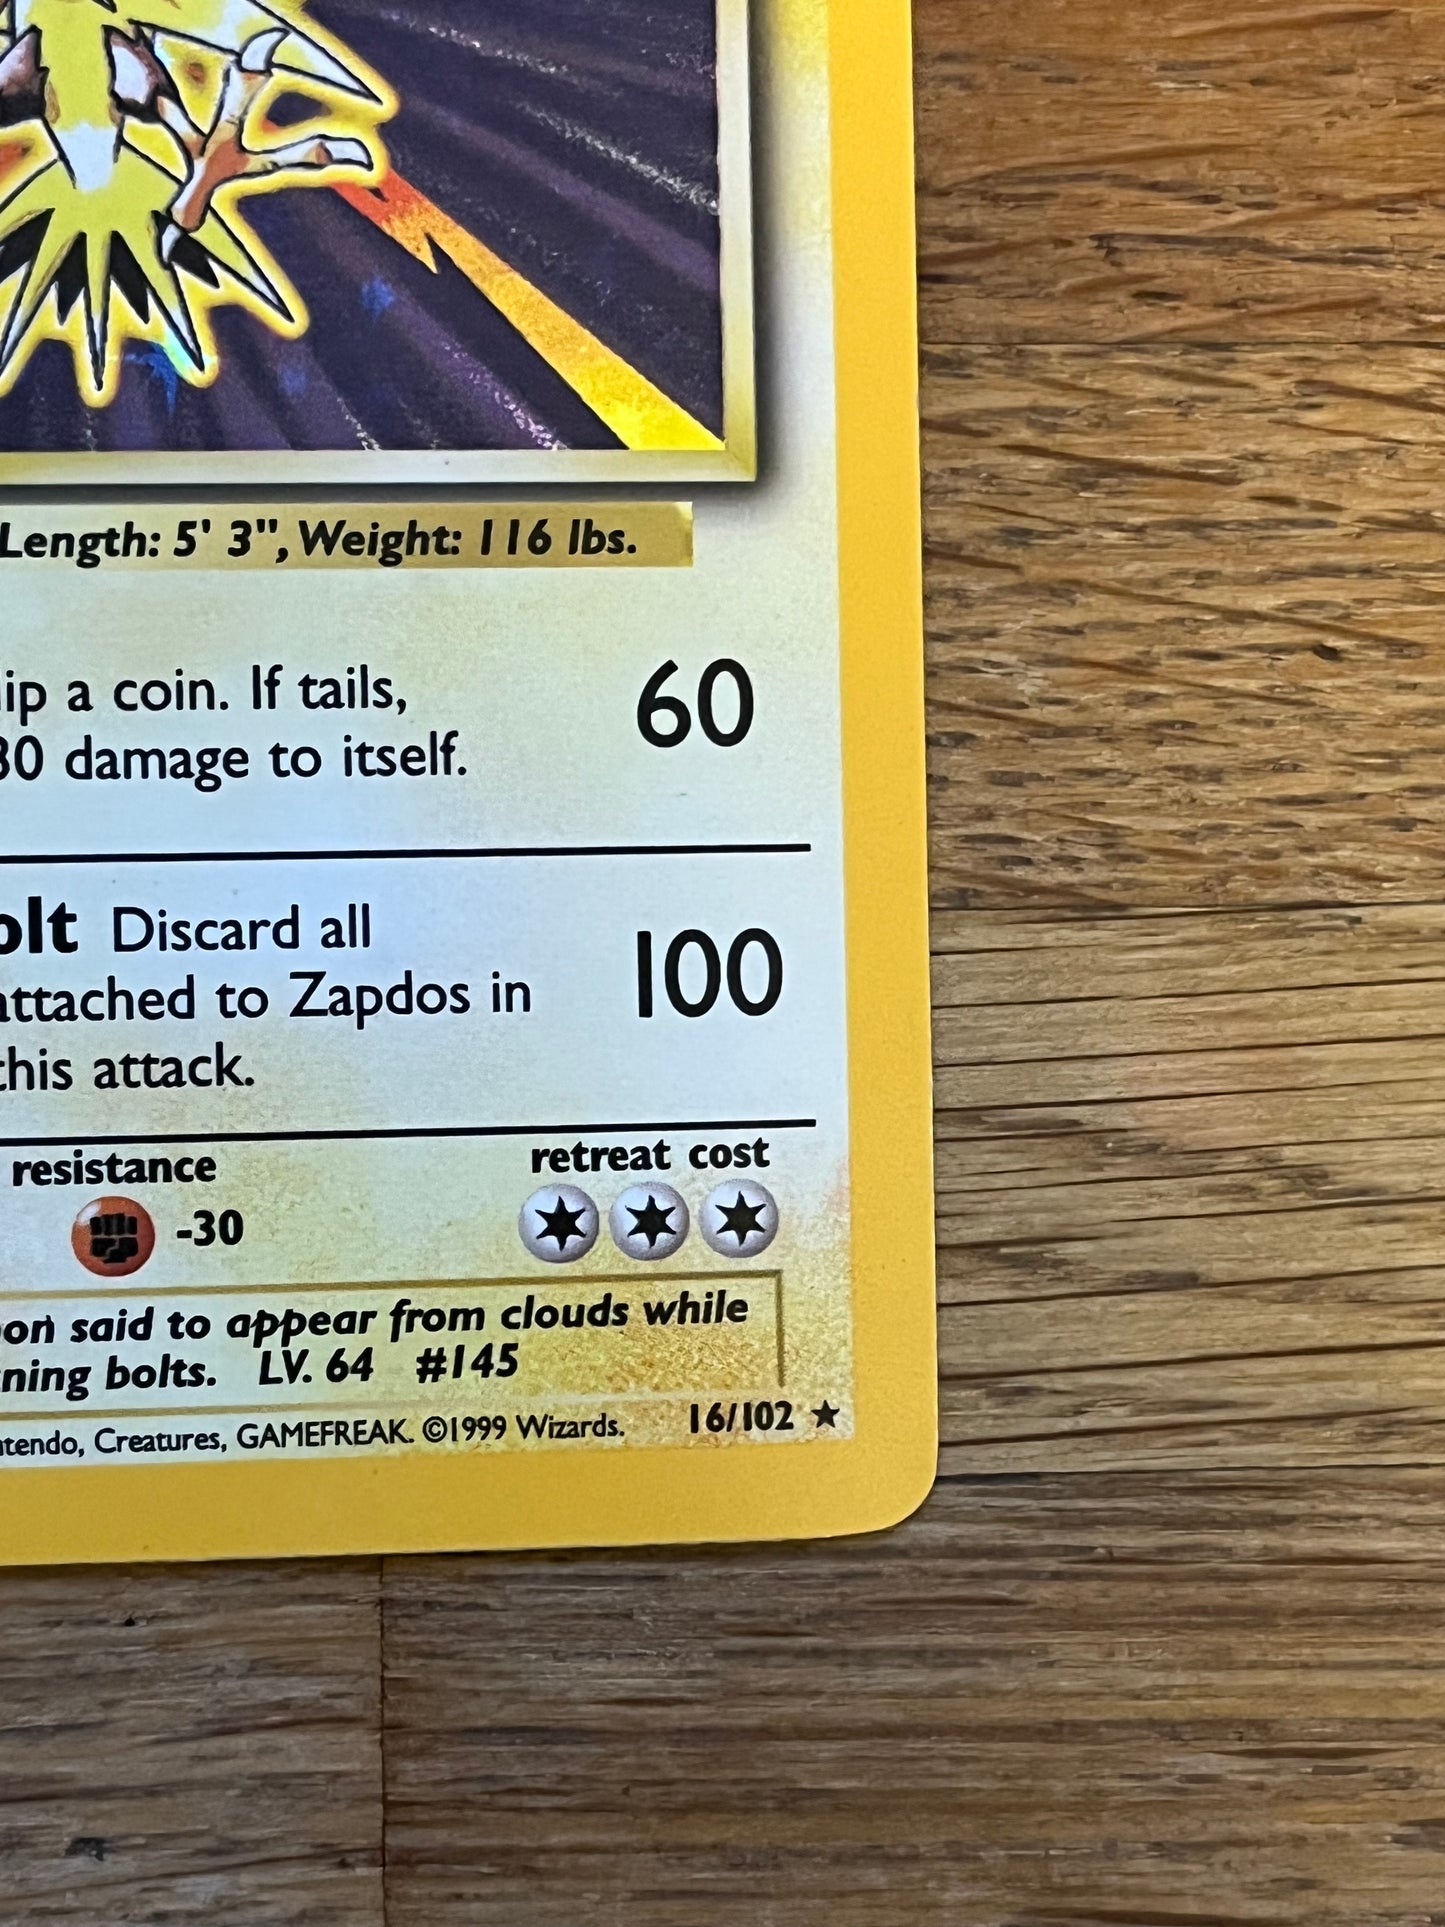 Length: 5' 3", Weight: 116 lbs.
ip a coin. If tails,
30 damage to itself.
60
olt Discard all
attached to Zapdos in
this attack.
100
resistance
-30
retreat cost
on said to appear from clouds while
ning bolts. LV. 64 #145
ntendo, Creatures, GAMEFREAK. ©1999 Wizards.
16/102 ★